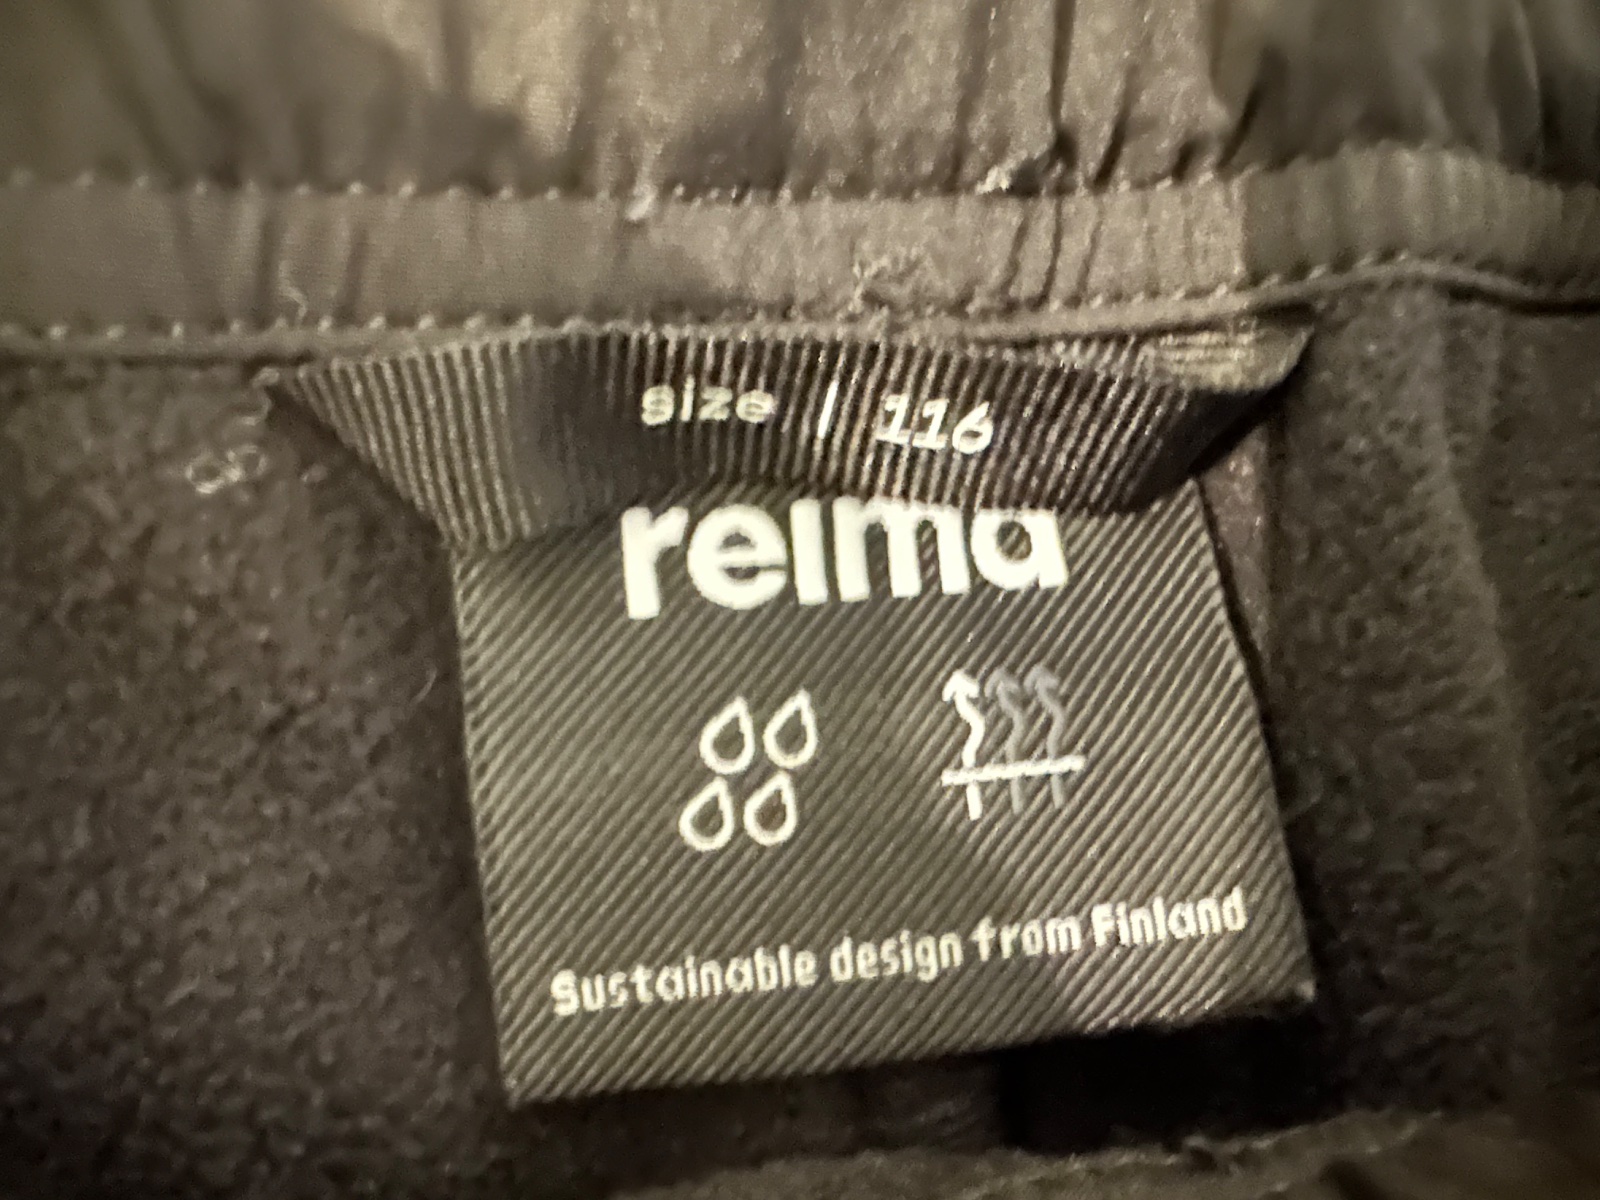 size | 116
reima
Sustainable design from Finland